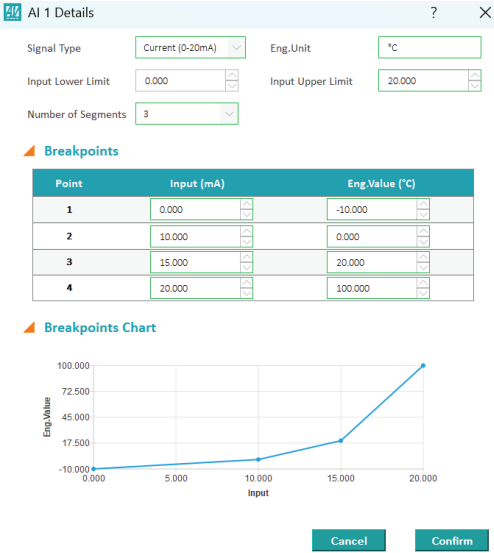 AI 1 Details ? ×
Signal Type Current (0-20mA) Eng.Unit °C
Input Lower Limit 0.000 Input Upper Limit 20.000
Number of Segments 3
Breakpoints
Point Input (mA) Eng.Value (°C)
1 0.000 -10.000
2 10.000 0.000
3 15.000 20.000
4 20.000 100.000
Breakpoints Chart
100.000
72.500
45.000
17.500
-10.000
Eng.Value
0.000 5.000 10.000 15.000 20.000
Input
Cancel Confirm